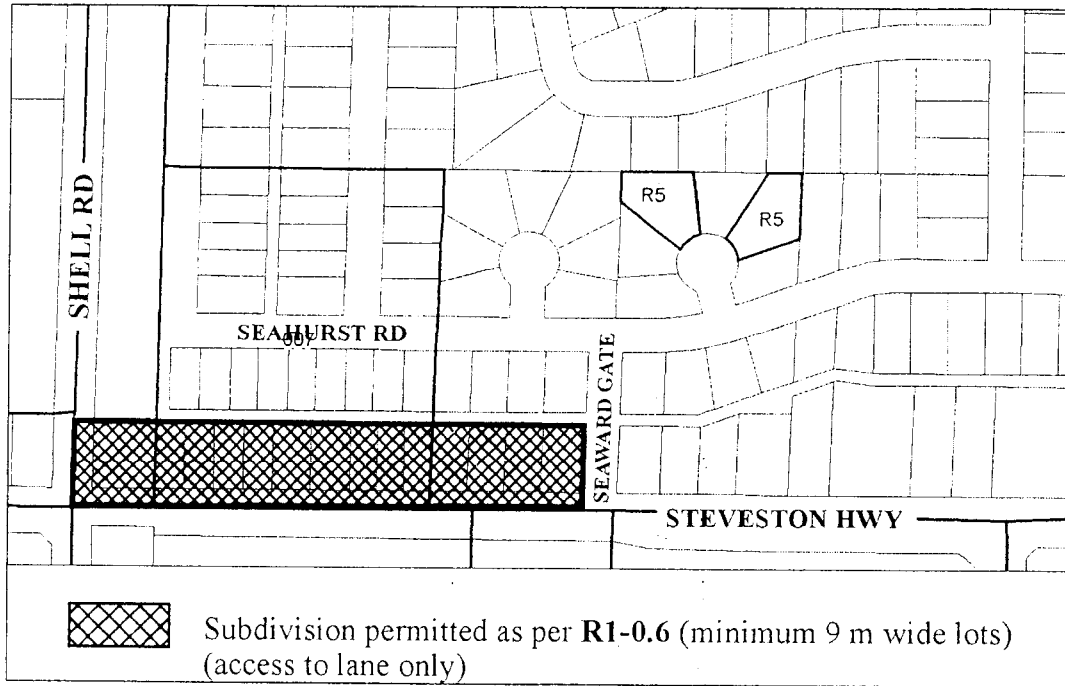 R5
R5
SHELL RD
SEAHURST RD
007
SEAWARD GATE
STEVESTON HWY
Subdivision permitted as per R1-0.6 (minimum 9 m wide lots)
(access to lane only)